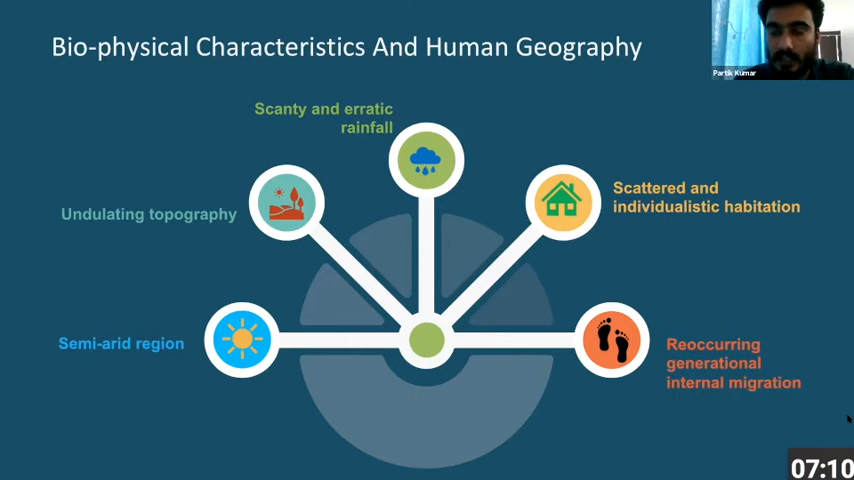 Bio-physical Characteristics And Human Geography
Partik Kumar
Scanty and erratic
rainfall
Undulating topography
Scattered and
individualistic habitation
Semi-arid region
Reoccurring
generational
internal migration
07:10